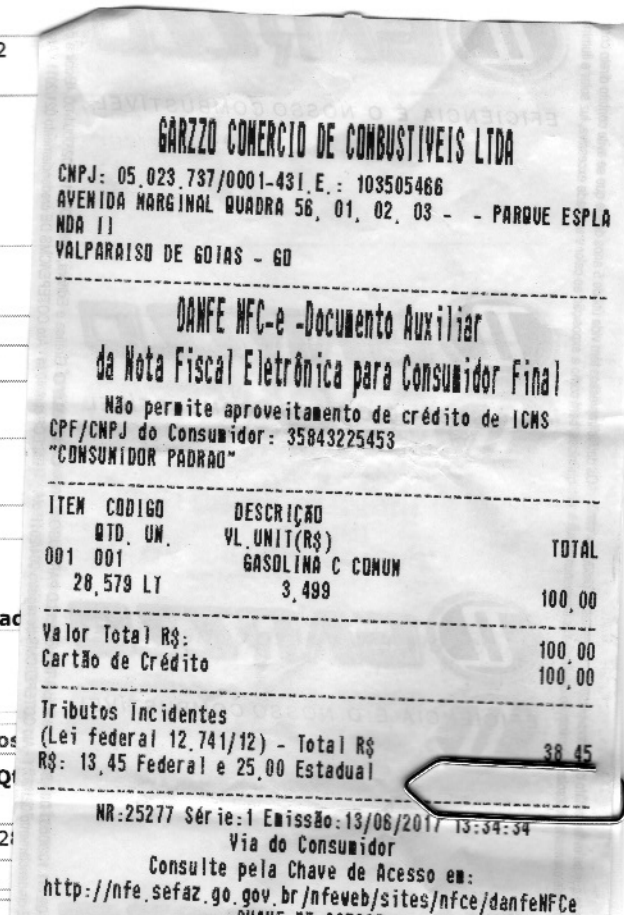 GARZZO COMERCIO DE COMBUSTIVEIS LTDA
CNPJ: 05.023.737/0001-43I.E.: 103505466
AVENIDA MARGINAL QUADRA 56, 01, 02, 03 - - PARQUE ESPLA
NDA II
VALPARAISO DE GOIAS - GO
DANFE NFC-e -Documento Auxiliar
da Nota Fiscal Eletrônica para Consumidor Final
Não permite aproveitamento de crédito de ICMS
CPF/CNPJ do Consumidor: 35843225453
"CONSUMIDOR PADRAO"
ITEM CODIGO DESCRIÇÃO
QTD. UN. VL.UNIT(R$) TOTAL
001 001 GASOLINA C COMUM
28,579 LT 3,499 100,00
Valor Total R$: 100,00
Cartão de Crédito 100,00
Tributos Incidentes
(Lei federal 12.741/12) - Total R$ 38,45
R$: 13,45 Federal e 25,00 Estadual
NR:25277 Série:1 Emissão:13/06/2017 13:34:34
Via do Consumidor
Consulte pela Chave de Acesso em:
http://nfe.sefaz.go.gov.br/nfeweb/sites/nfce/danfeNFCe